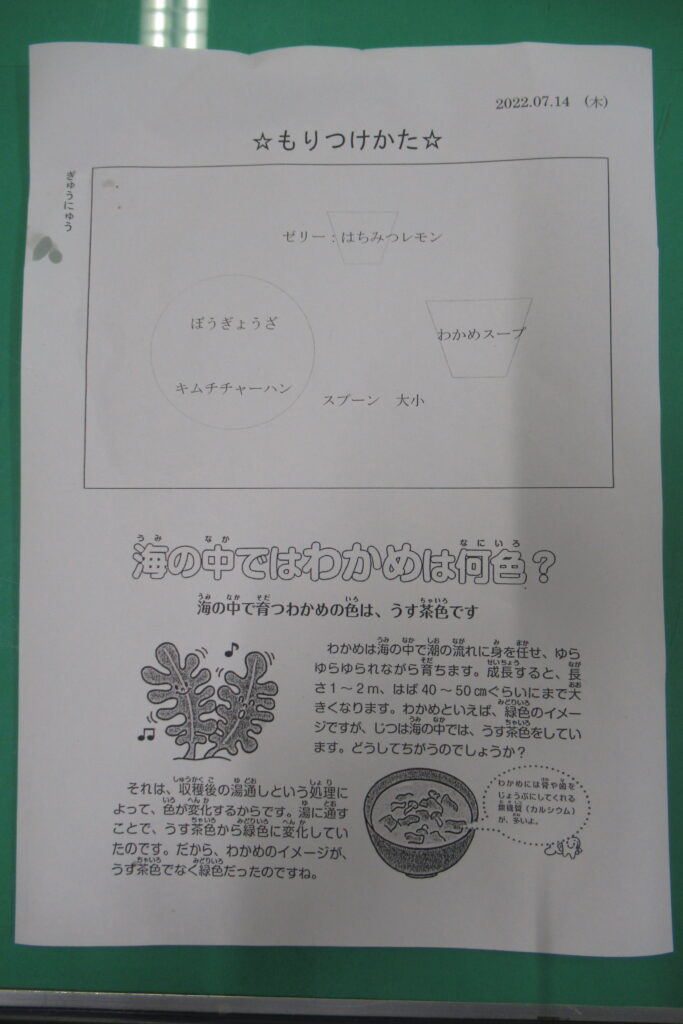 2022.07.14 (木)
☆もりつけかた☆
ぎゅうにゅう
ゼリー：はちみつレモン
ぼうぎょうざ
わかめスープ
キムチチャーハン
スプーン 大小
海の中ではわかめは何色？
海の中で育つわかめの色は、うす茶色です
わかめは海の中で潮の流れに身を任せ、ゆら
ゆらゆられながら育ちます。成長すると、長
さ1～2m、はば40～50㎝ぐらいにまで大
きくなります。わかめといえば、緑色のイメー
ジですが、じつは海の中では、うす茶色をしてい
ます。どうしてちがうのでしょうか？
それは、収穫後の湯通しという処理に
よって、色が変化するからです。湯に通す
ことで、うす茶色から緑色に変化してい
たのです。だから、わかめのイメージが、
うす茶色でなく緑色だったのですね。
わかめには骨や歯を
じょうぶにしてくれる
無機質（カルシウム）
が、多いよ。